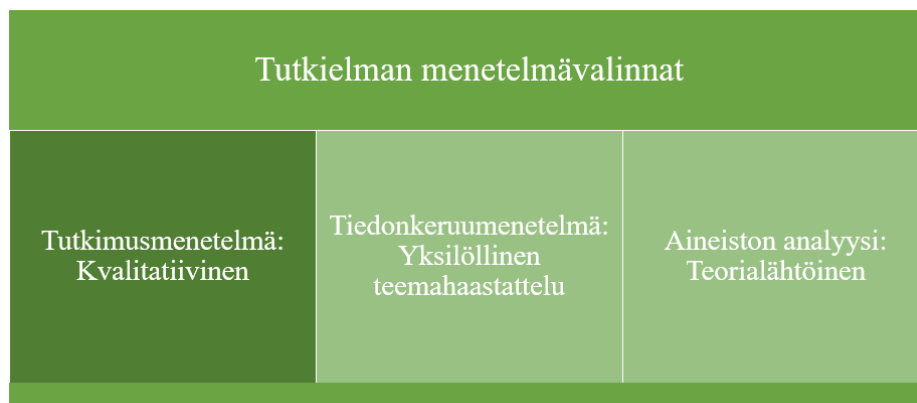 Tutkielman menetelmävalinnat
Tutkimusmenetelmä:
Kvalitatiivinen
Tiedonkeruumenetelmä:
Yksilöllinen
teemahaastattelu
Aineiston analyysi:
Teorialähtöinen